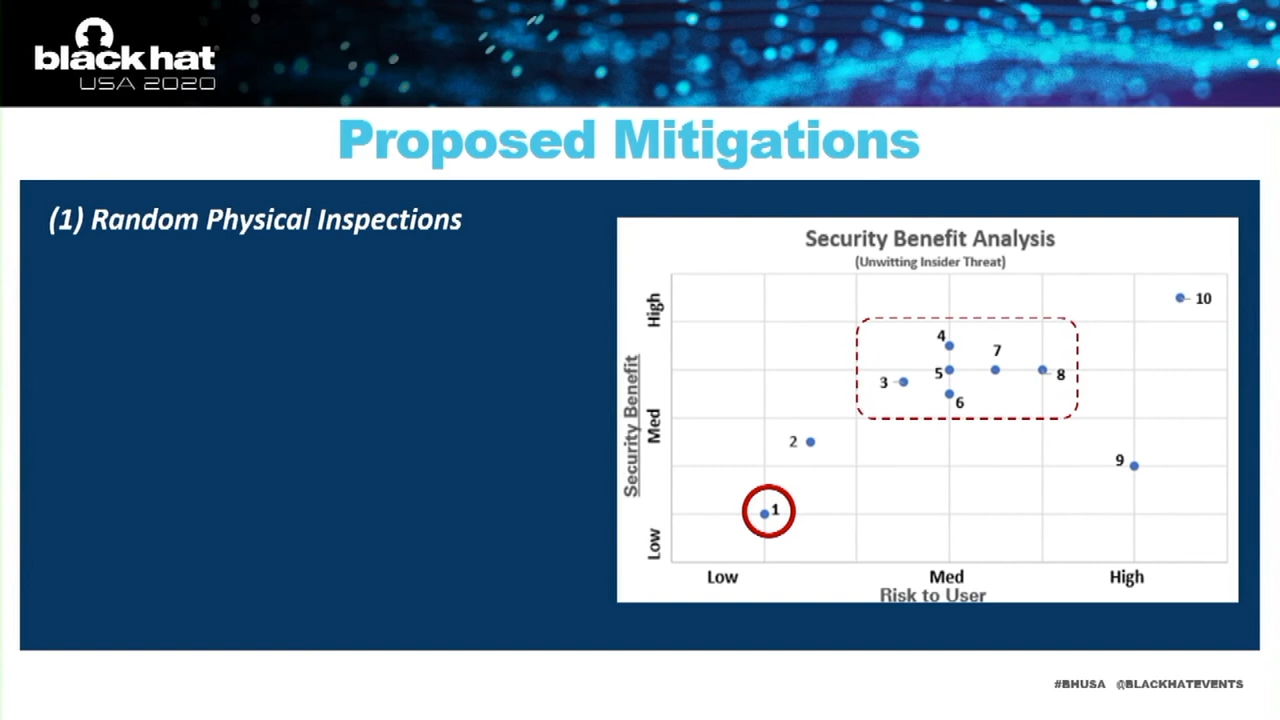 black hat
USA 2020
Proposed Mitigations
(1) Random Physical Inspections
Security Benefit Analysis
(Unwitting Insider Threat)
Security Benefit
High
Med
Low
10
4
7
3
5
8
6
2
9
1
Low
Med
High
Risk to User
#BHUSA @BLACKHATEVENTS